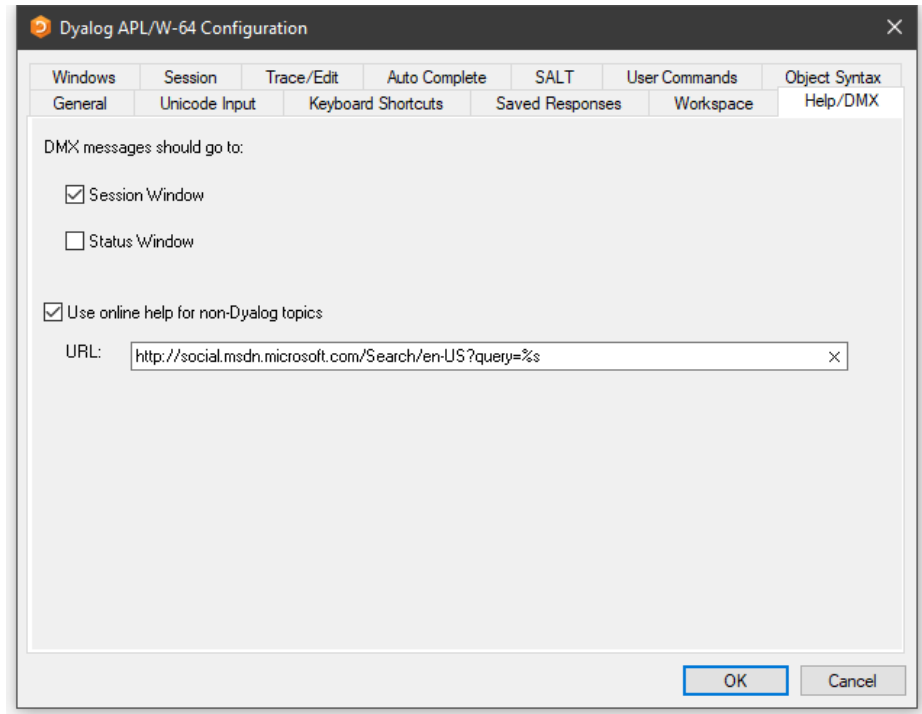 Dyalog APL/W-64 Configuration
Windows Session Trace/Edit Auto Complete SALT User Commands Object Syntax
General Unicode Input Keyboard Shortcuts Saved Responses Workspace Help/DMX
DMX messages should go to:
Session Window
Status Window
Use online help for non-Dyalog topics
URL: http://social.msdn.microsoft.com/Search/en-US?query=%s
OK Cancel